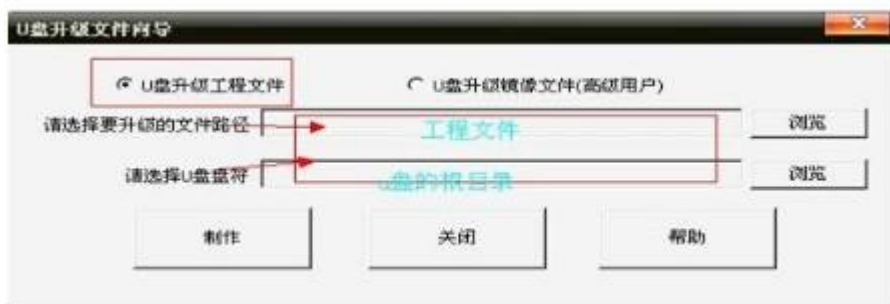 U盘升级文件向导
U盘升级工程文件 U盘升级镜像文件(高级用户)
请选择要升级的文件路径 工程文件 浏览
请选择U盘盘符 u盘的根目录 浏览
制作 关闭 帮助